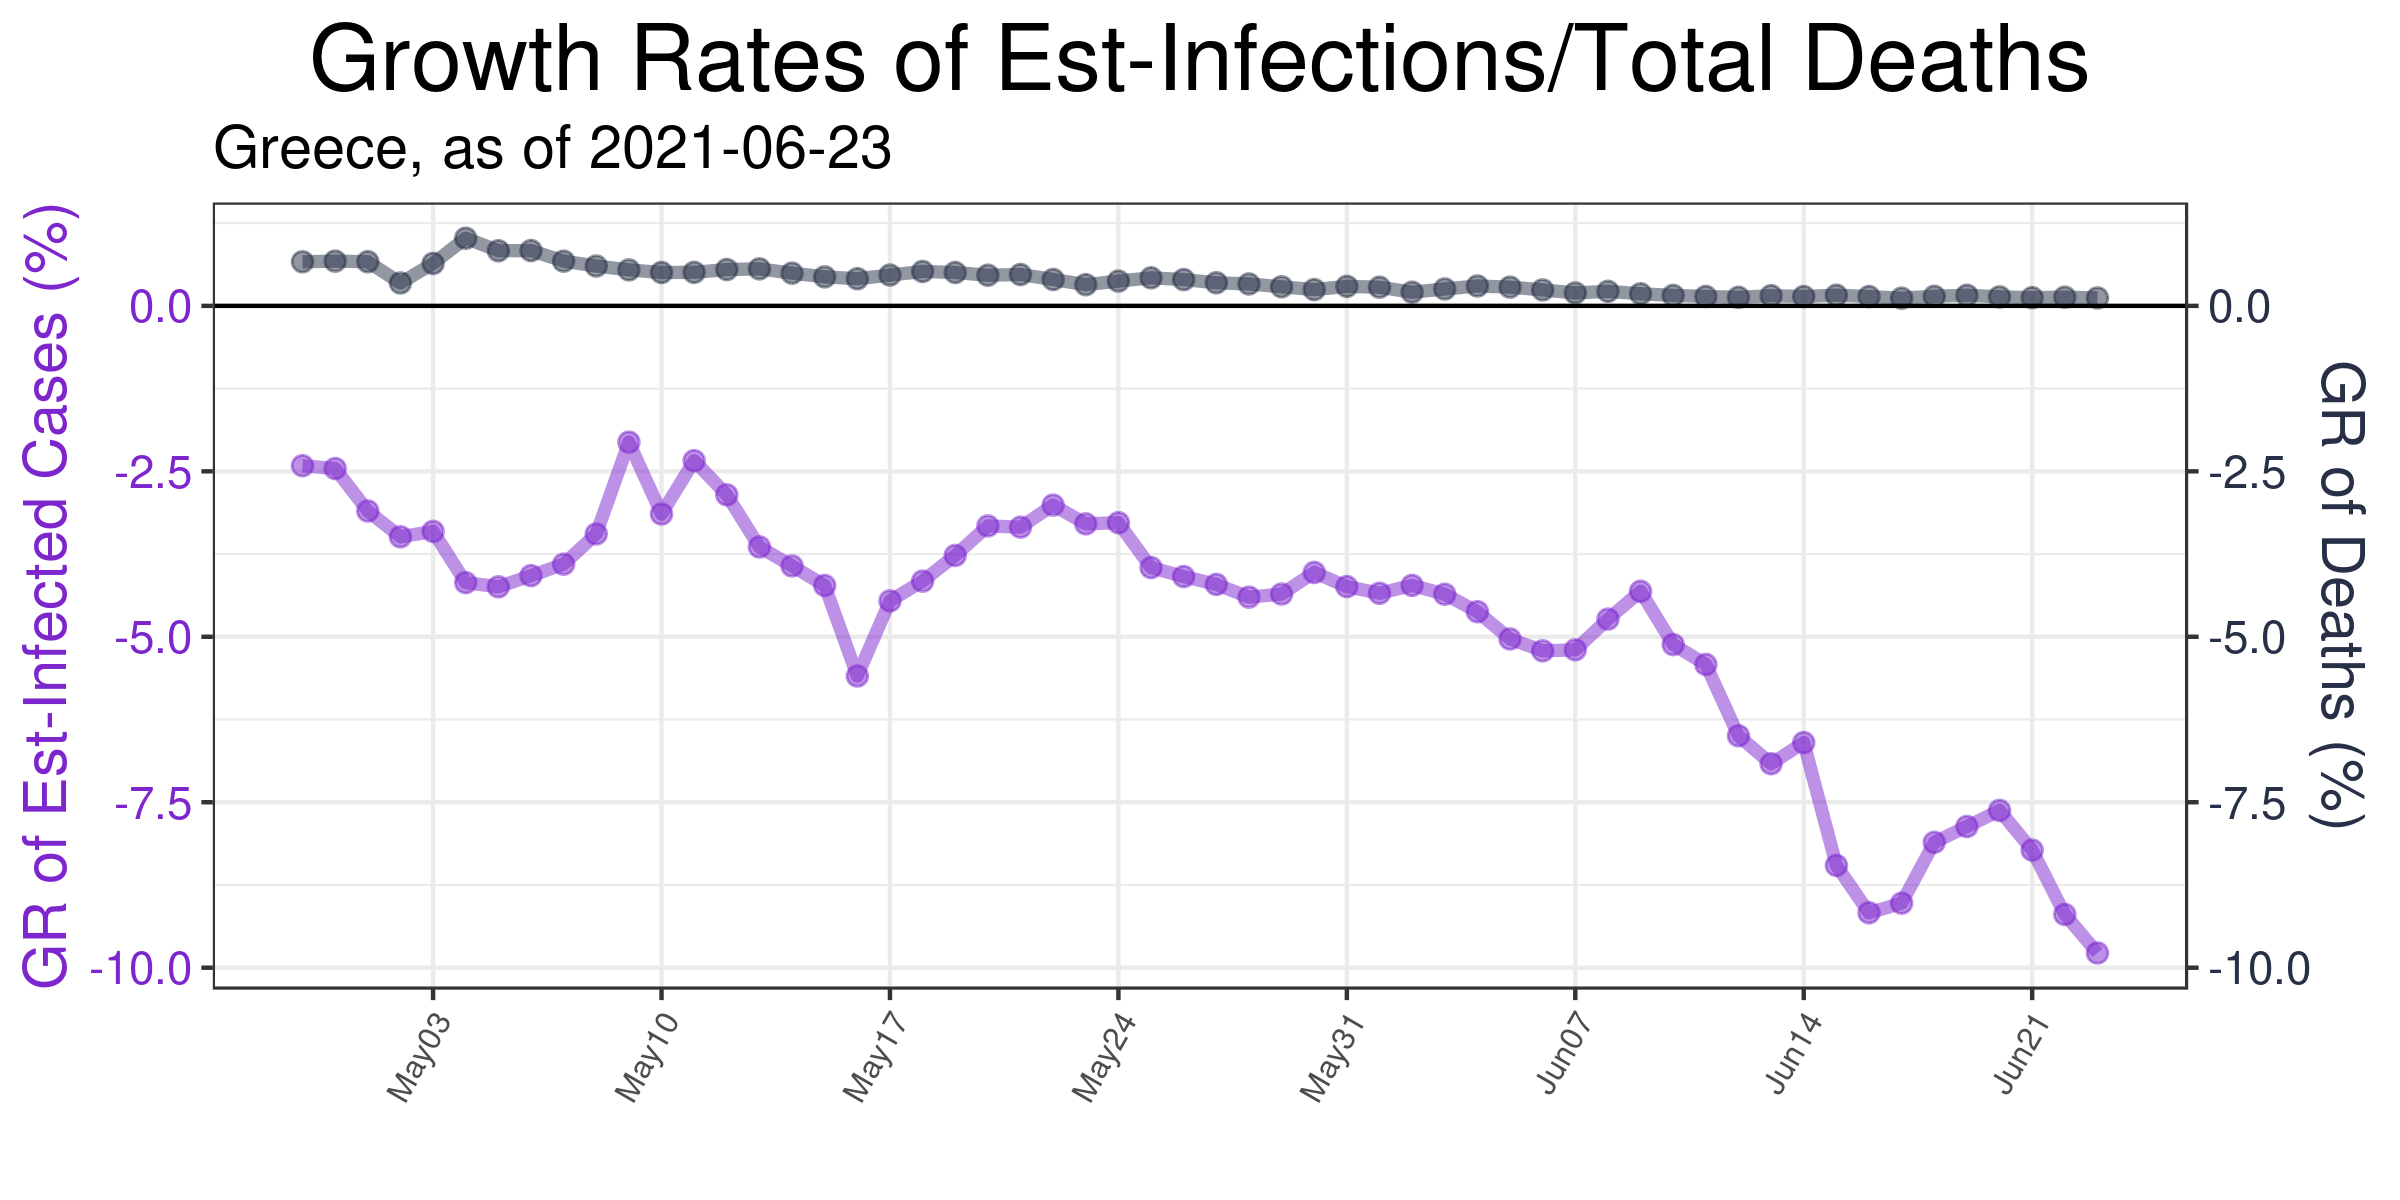 Growth Rates of Est-Infections/Total Deaths
Greece, as of 2021-06-23
GR of Est-Infected Cases (%)
0.0
-2.5
-5.0
-7.5
-10.0
0.0
-2.5
-5.0
-7.5
-10.0
GR of Deaths (%)
May03
May10
May17
May24
May31
Jun07
Jun14
Jun21